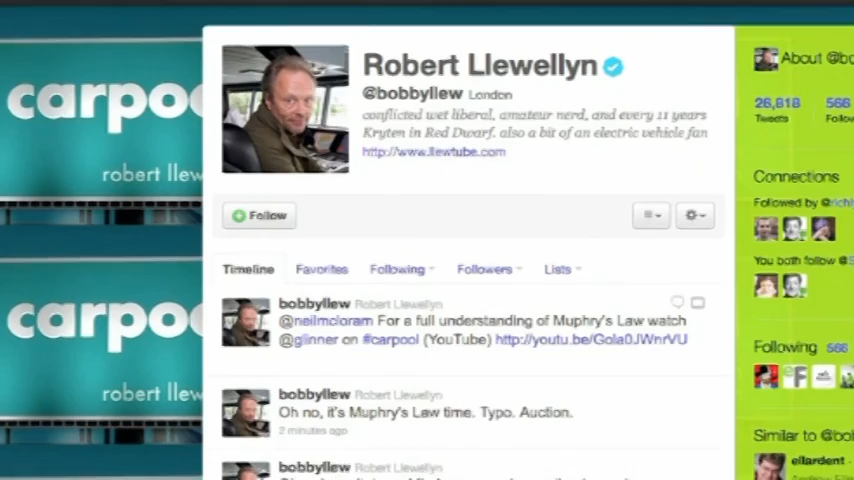 carpoo
robert llew
carpoo
robert llew
Robert Llewellyn
@bobbyllew London
conflicted wet liberal, amateur nerd, and every 11 years
Kryten in Red Dwarf, also a bit of an electric vehicle fan
http://www.llewtube.com
Follow
Timeline Favorites Following Followers Lists
bobbyllew Robert Llewellyn
@neilmcloram For a full understanding of Muphry's Law watch
@glinner on #carpool (YouTube) http://youtu.be/Gola0JWnrVU
bobbyllew Robert Llewellyn
Oh no, it's Muphry's Law time. Typo. Auction.
2 minutes ago
bobbyllew Robert Llewellyn
About @bo
26,818 566
Tweets Follow
Connections
Followed by @richi
You both follow @S
Following 566
Similar to @bob
ellardent